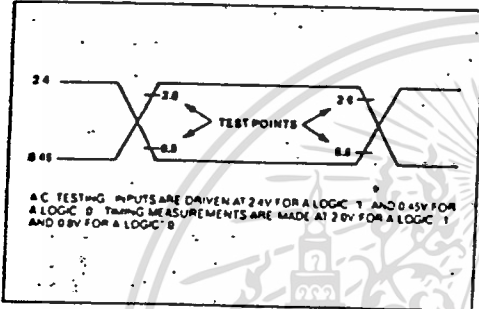 2.4
2.0
2.0
TEST POINTS
0.8
0.8
0.45
A.C. TESTING: INPUTS ARE DRIVEN AT 2.4V FOR A LOGIC "1" AND 0.45V FOR
A LOGIC "0". TIMING MEASUREMENTS ARE MADE AT 2.0V FOR A LOGIC "1"
AND 0.8V FOR A LOGIC "0"